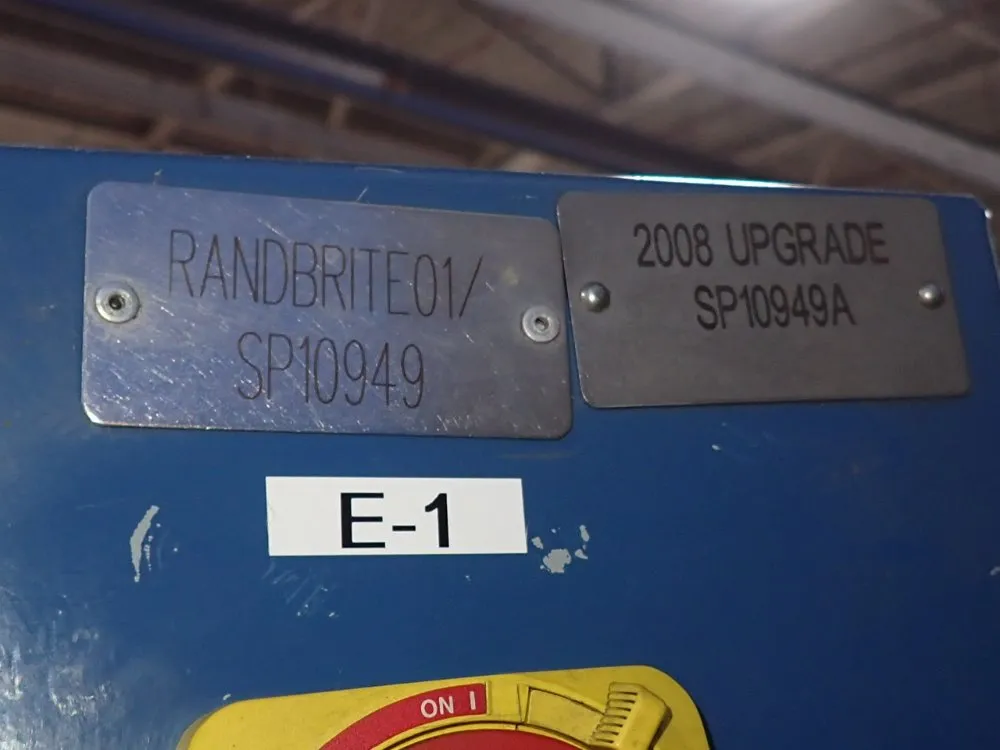 RANDBRITE01/
SP10949
2008 UPGRADE
SP10949A
E-1
ON I